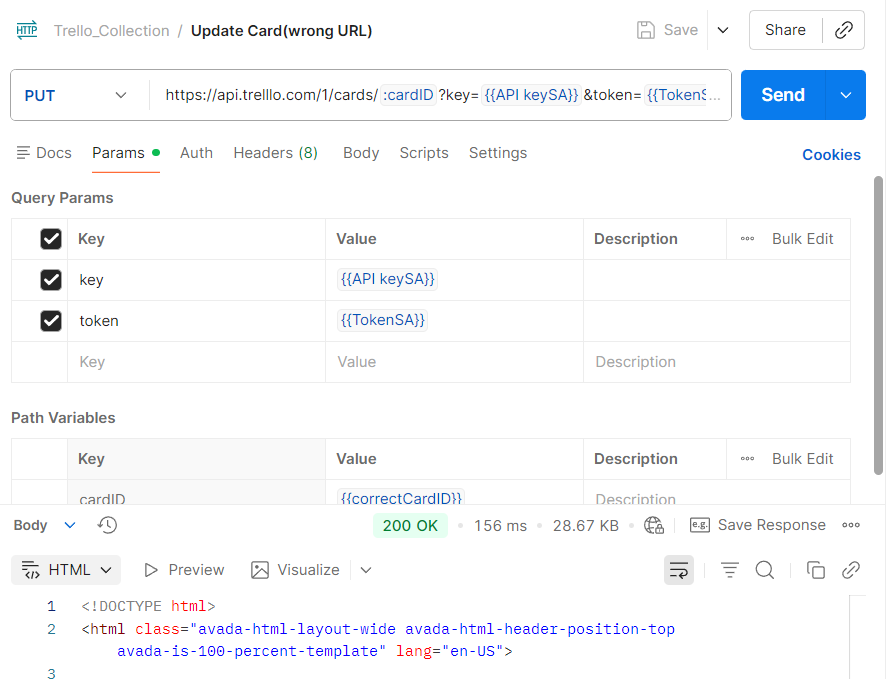 HTTP Trello_Collection / Update Card(wrong URL) Save Share
PUT https://api.trelllo.com/1/cards/ :cardID ?key= {{API keySA}} &token= {{TokenS... Send
Docs Params Auth Headers (8) Body Scripts Settings Cookies
Query Params
Key Value Description Bulk Edit
key {{API keySA}}
token {{TokenSA}}
Key Value Description
Path Variables
Key Value Description Bulk Edit
cardID {{correctCardID}} Description
Body 200 OK 156 ms 28.67 KB e.g. Save Response
HTML Preview Visualize
1 <!DOCTYPE html>
2 <html class="avada-html-layout-wide avada-html-header-position-top
avada-is-100-percent-template" lang="en-US">
3